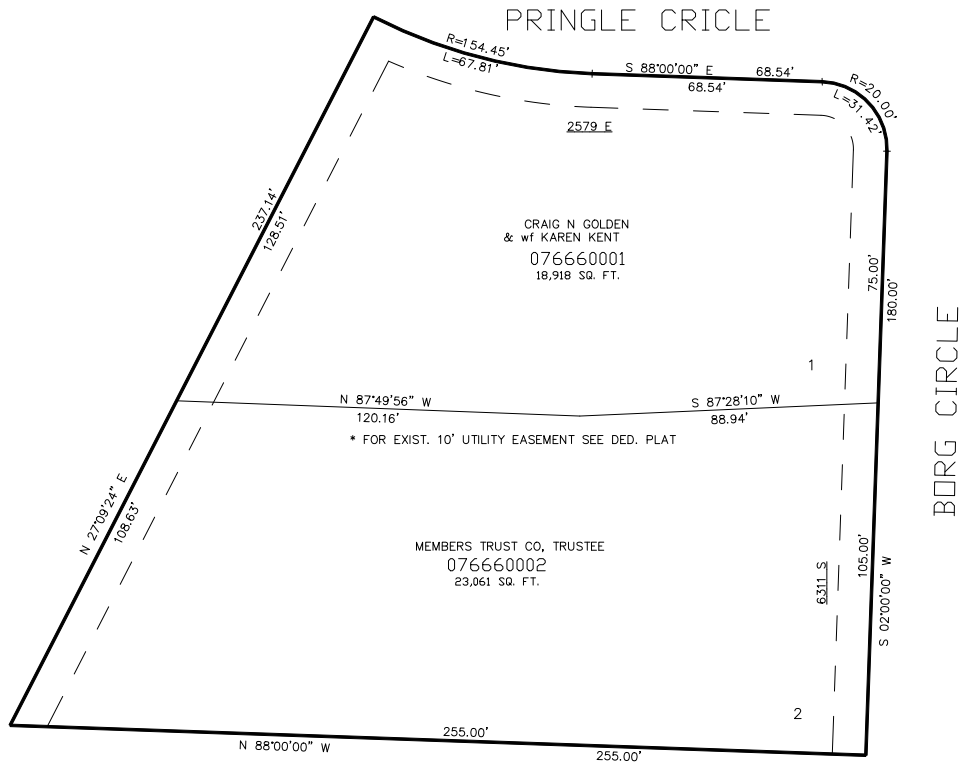 PRINGLE CRICLE
R=154.45'
L=67.81'
S 88°00'00" E 68.54'
68.54'
R=20.00'
L=31.42'
2579 E
CRAIG N GOLDEN
& wf KAREN KENT
076660001
18,918 SQ. FT.
237.14'
128.51'
75.00'
180.00'
BORG CIRCLE
1
N 87°49'56" W
120.16'
S 87°28'10" W
88.94'
* FOR EXIST. 10' UTILITY EASEMENT SEE DED. PLAT
N 27°09'24" E
108.63'
MEMBERS TRUST CO, TRUSTEE
076660002
23,061 SQ. FT.
6311 S
105.00'
S 02°00'00" W
2
255.00'
N 88°00'00" W
255.00'